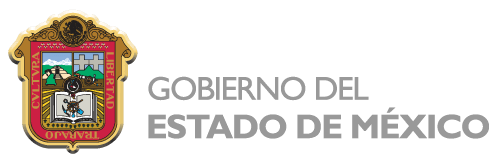 CVLTVRA
LIBERTAD
TRABAJO
GOBIERNO DEL
ESTADO DE MÉXICO